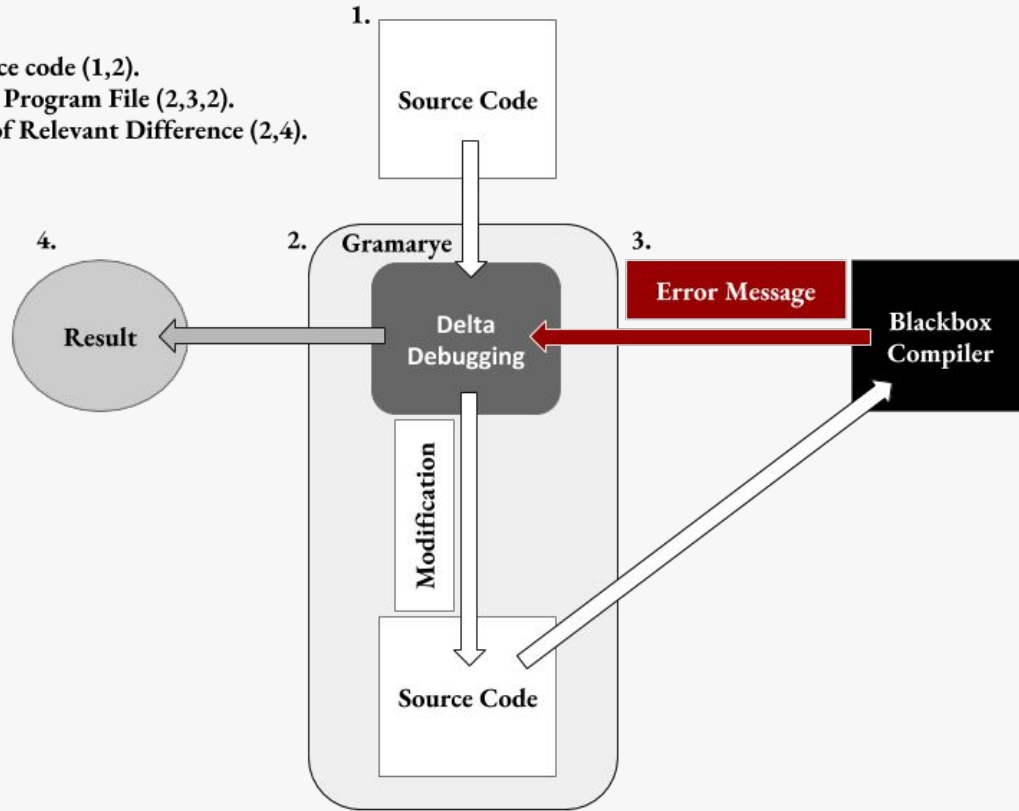 1.
ce code (1,2).
Program File (2,3,2).
of Relevant Difference (2,4).
Source Code
4.
2.
Gramarye
3.
Error Message
Result
Delta
Debugging
Blackbox
Compiler
Modification
Source Code